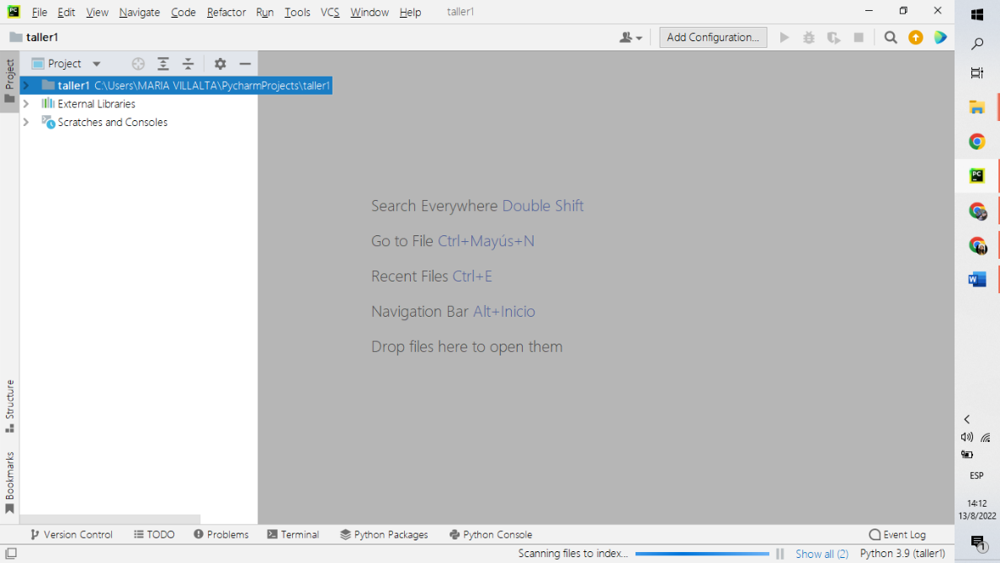 PC File Edit View Navigate Code Refactor Run Tools VCS Window Help taller1
taller1 Add Configuration...
Project
Project
taller1 C:\Users\MARIA VILLALTA\PycharmProjects\taller1
External Libraries
Scratches and Consoles
Search Everywhere Double Shift
Go to File Ctrl+Mayús+N
Recent Files Ctrl+E
Navigation Bar Alt+Inicio
Drop files here to open them
Structure
Bookmarks
Version Control TODO Problems Terminal Python Packages Python Console Event Log
Scanning files to index... Show all (2) Python 3.9 (taller1)
PC
W
ESP
14:12
13/8/2022
1